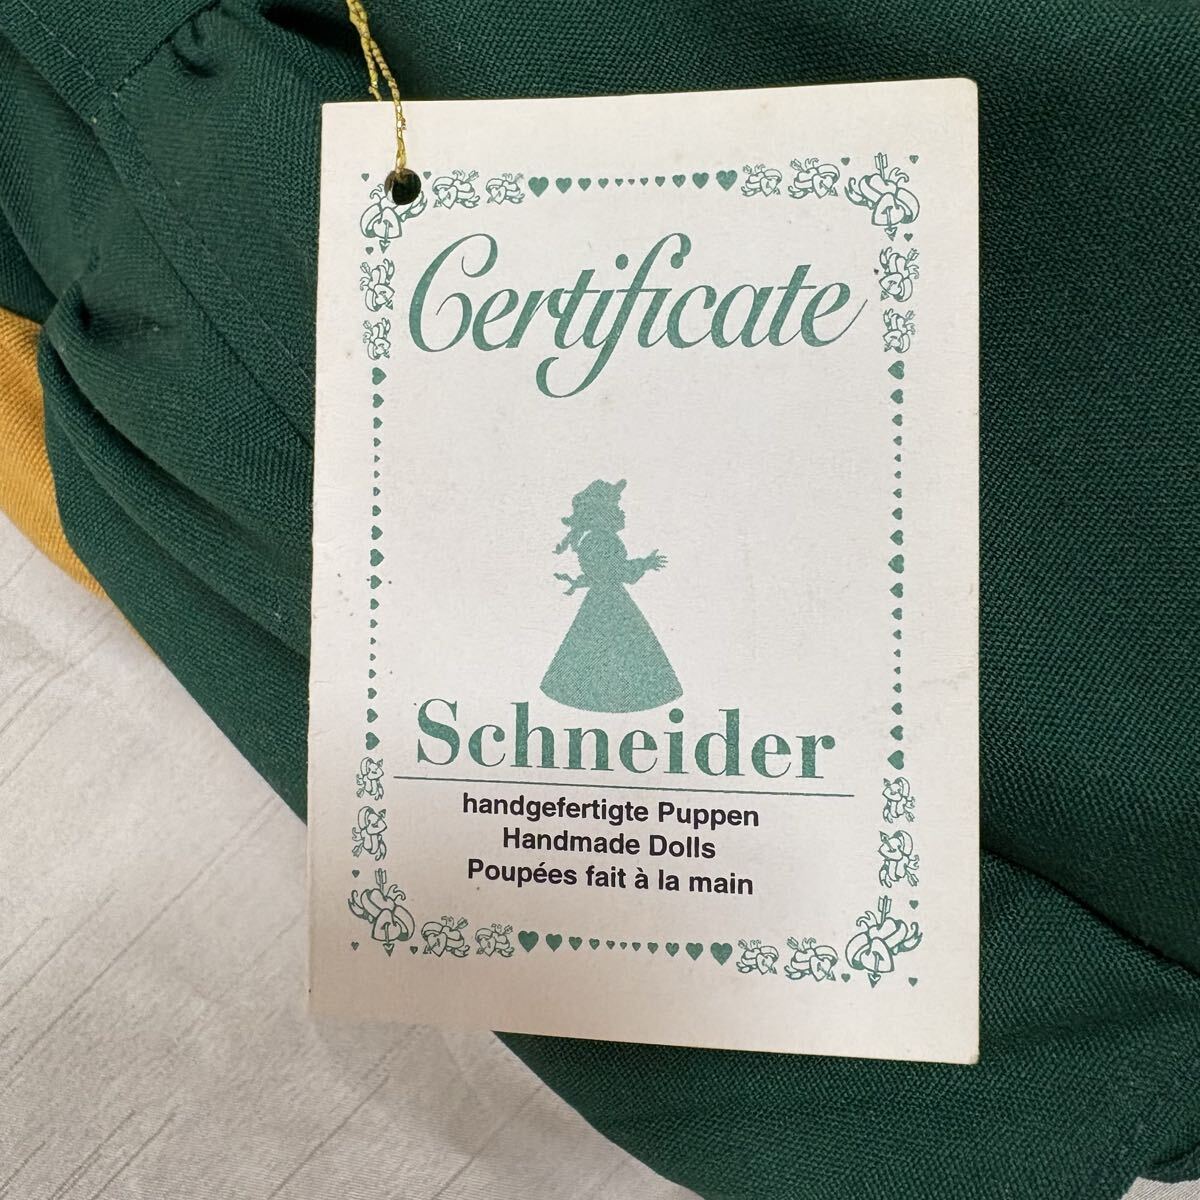 Certificate
Schneider
handgefertigte Puppen
Handmade Dolls
Poupées fait à la main